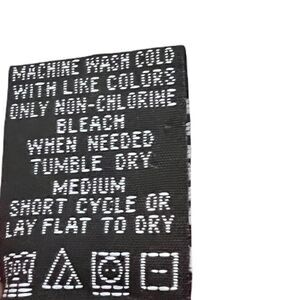 MACHINE WASH COLD
WITH LIKE COLORS
ONLY NON-CHLORINE
BLEACH
WHEN NEEDED
TUMBLE DRY
MEDIUM
SHORT CYCLE OR
LAY FLAT TO DRY